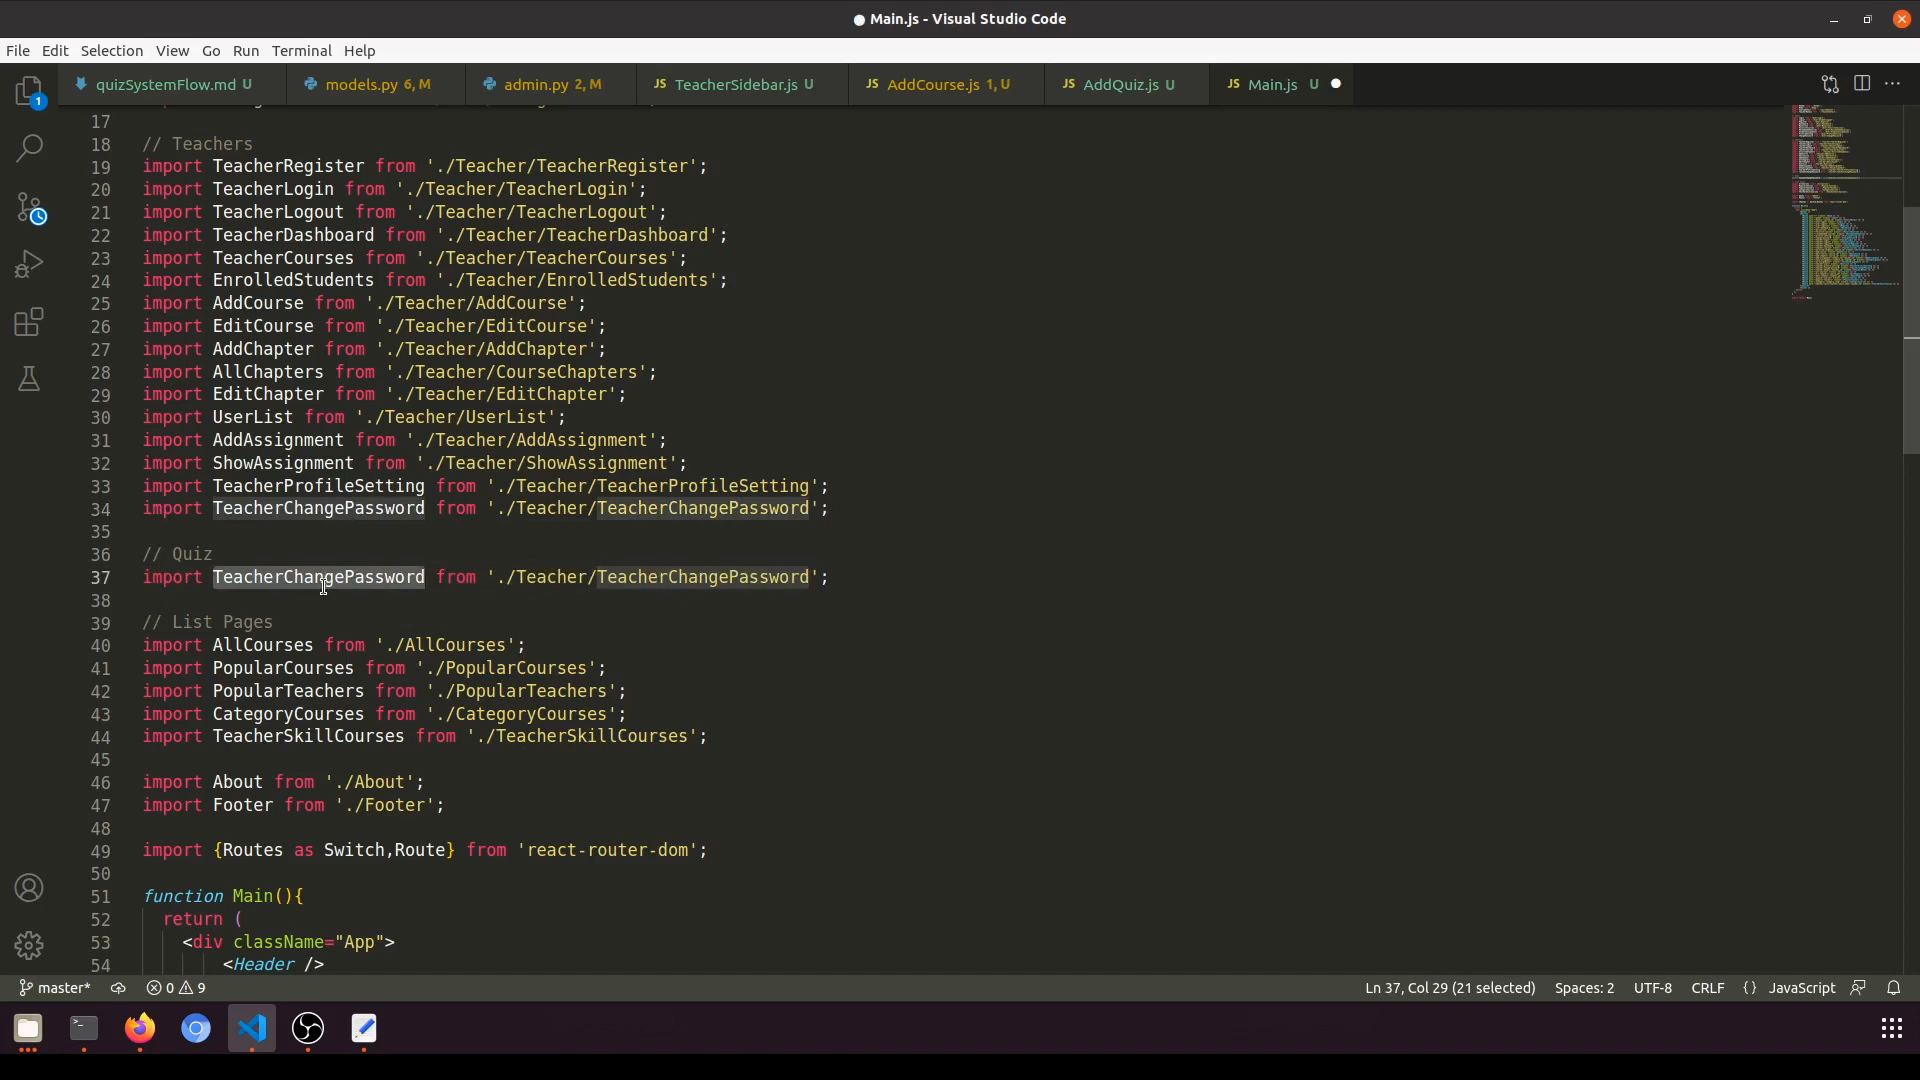 Main.js - Visual Studio Code
File Edit Selection View Go Run Terminal Help
quizSystemFlow.md U models.py 6, M admin.py 2, M JS TeacherSidebar.js U JS AddCourse.js 1, U JS AddQuiz.js U JS Main.js U
1
17
18 // Teachers
19 import TeacherRegister from './Teacher/TeacherRegister';
20 import TeacherLogin from './Teacher/TeacherLogin';
21 import TeacherLogout from './Teacher/TeacherLogout';
22 import TeacherDashboard from './Teacher/TeacherDashboard';
23 import TeacherCourses from './Teacher/TeacherCourses';
24 import EnrolledStudents from './Teacher/EnrolledStudents';
25 import AddCourse from './Teacher/AddCourse';
26 import EditCourse from './Teacher/EditCourse';
27 import AddChapter from './Teacher/AddChapter';
28 import AllChapters from './Teacher/CourseChapters';
29 import EditChapter from './Teacher/EditChapter';
30 import UserList from './Teacher/UserList';
31 import AddAssignment from './Teacher/AddAssignment';
32 import ShowAssignment from './Teacher/ShowAssignment';
33 import TeacherProfileSetting from './Teacher/TeacherProfileSetting';
34 import TeacherChangePassword from './Teacher/TeacherChangePassword';
35
36 // Quiz
37 import TeacherChangePassword from './Teacher/TeacherChangePassword';
38
39 // List Pages
40 import AllCourses from './AllCourses';
41 import PopularCourses from './PopularCourses';
42 import PopularTeachers from './PopularTeachers';
43 import CategoryCourses from './CategoryCourses';
44 import TeacherSkillCourses from './TeacherSkillCourses';
45
46 import About from './About';
47 import Footer from './Footer';
48
49 import {Routes as Switch,Route} from 'react-router-dom';
50
51 function Main(){
52 return (
53 <div className="App">
54 <Header />
master* 0 9 Ln 37, Col 29 (21 selected) Spaces: 2 UTF-8 CRLF {} JavaScript